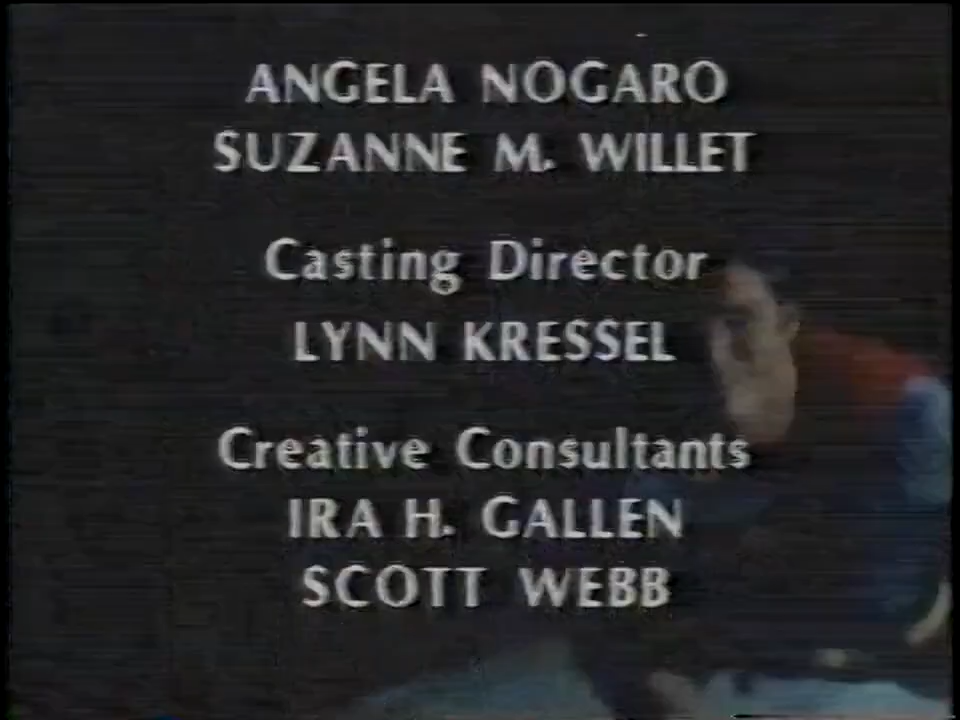 ANGELA NOGARO
SUZANNE M. WILLET
Casting Director
LYNN KRESSEL
Creative Consultants
IRA H. GALLEN
SCOTT WEBB